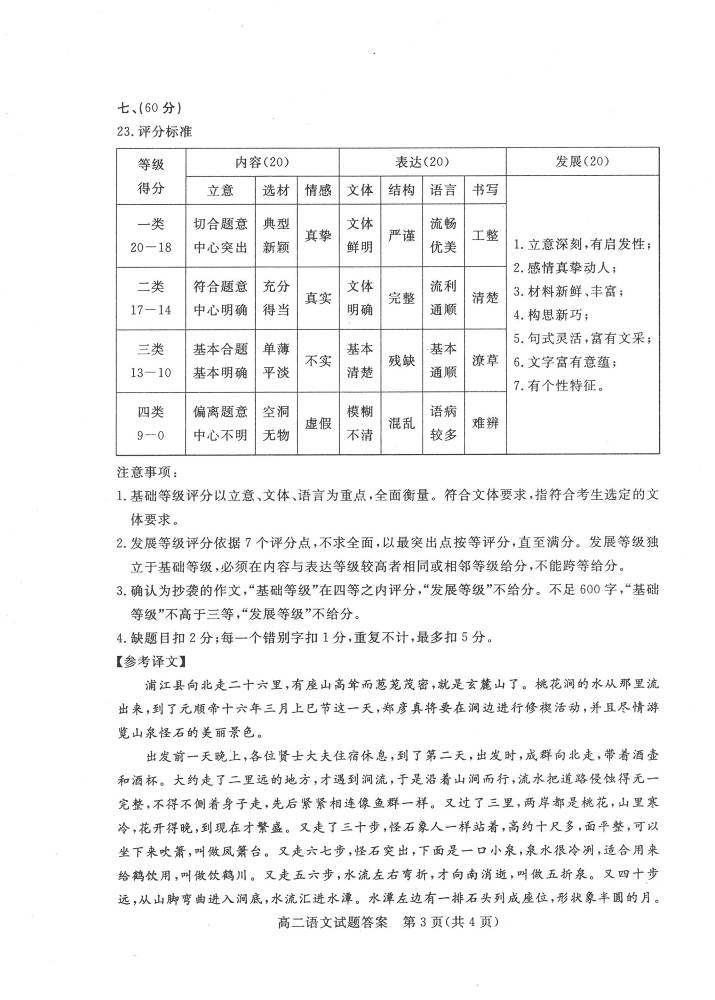 七、(60分)
23.评分标准
等级 得分 内容(20) 表达(20) 发展(20)
立意 选材 情感 文体 结构 语言 书写
一类 20—18 切合题意 中心突出 典型 新颖 真挚 文体 鲜明 严谨 流畅 优美 工整
二类 17—14 符合题意 中心明确 充分 得当 真实 文体 明确 完整 流利 通顺 清楚
三类 13—10 基本合题 基本明确 单薄 平淡 不实 基本 清楚 残缺 基本 通顺 潦草
四类 9—0 偏离题意 中心不明 空洞 无物 虚假 模糊 不清 混乱 语病 较多 难辨
1.立意深刻,有启发性;
2.感情真挚动人;
3.材料新鲜、丰富;
4.构思新巧;
5.句式灵活,富有文采;
6.文字富有意蕴;
7.有个性特征。
注意事项:
1.基础等级评分以立意、文体、语言为重点,全面衡量。符合文体要求,指符合考生选定的文
体要求。
2.发展等级评分依据7个评分点,不求全面,以最突出点按等评分,直至满分。发展等级独
立于基础等级,必须在内容与表达等级较高者相同或相邻等级给分,不能跨等给分。
3.确认为抄袭的作文,“基础等级”在四等之内评分,“发展等级”不给分。不足600字,“基础
等级”不高于三等,“发展等级”不给分。
4.缺题目扣2分;每一个错别字扣1分,重复不计,最多扣5分。
【参考译文】
浦江县向北走二十六里,有座山高耸而葱茏茂密,就是玄麓山了。桃花涧的水从那里流
出来,到了元顺帝十六年三月上巳节这一天,郑彦真将要在涧边进行修禊活动,并且尽情游
览山泉怪石的美丽景色。
出发前一天晚上,各位贤士大夫住宿休息,到了第二天,出发时,成群向北走,带着酒壶
和酒杯。大约走了二里远的地方,才遇到涧流,于是沿着山涧而行,流水把道路侵蚀得无一
完整,不得不侧着身子走,先后紧紧相连像鱼群一样。又过了三里,两岸都是桃花,山里寒
冷,花开得晚,到现在才繁盛。又走了三十步,怪石象人一样站着,高约十尺多,面平整,可以
坐下来吹箫,叫做凤箫台。又走六七步,怪石突出,下面是一口小泉,泉水很冷冽,适合用来
给鹤饮用,叫做饮鹤川。又走五六步,水流左右弯折,才向南消逝,叫做五折泉。又四十步
远,从山脚弯曲进入涧底,水流汇进水潭。水潭左边有一排石头列成座位,形状象半圆的月。
高二语文试题答案 第3页(共4页)